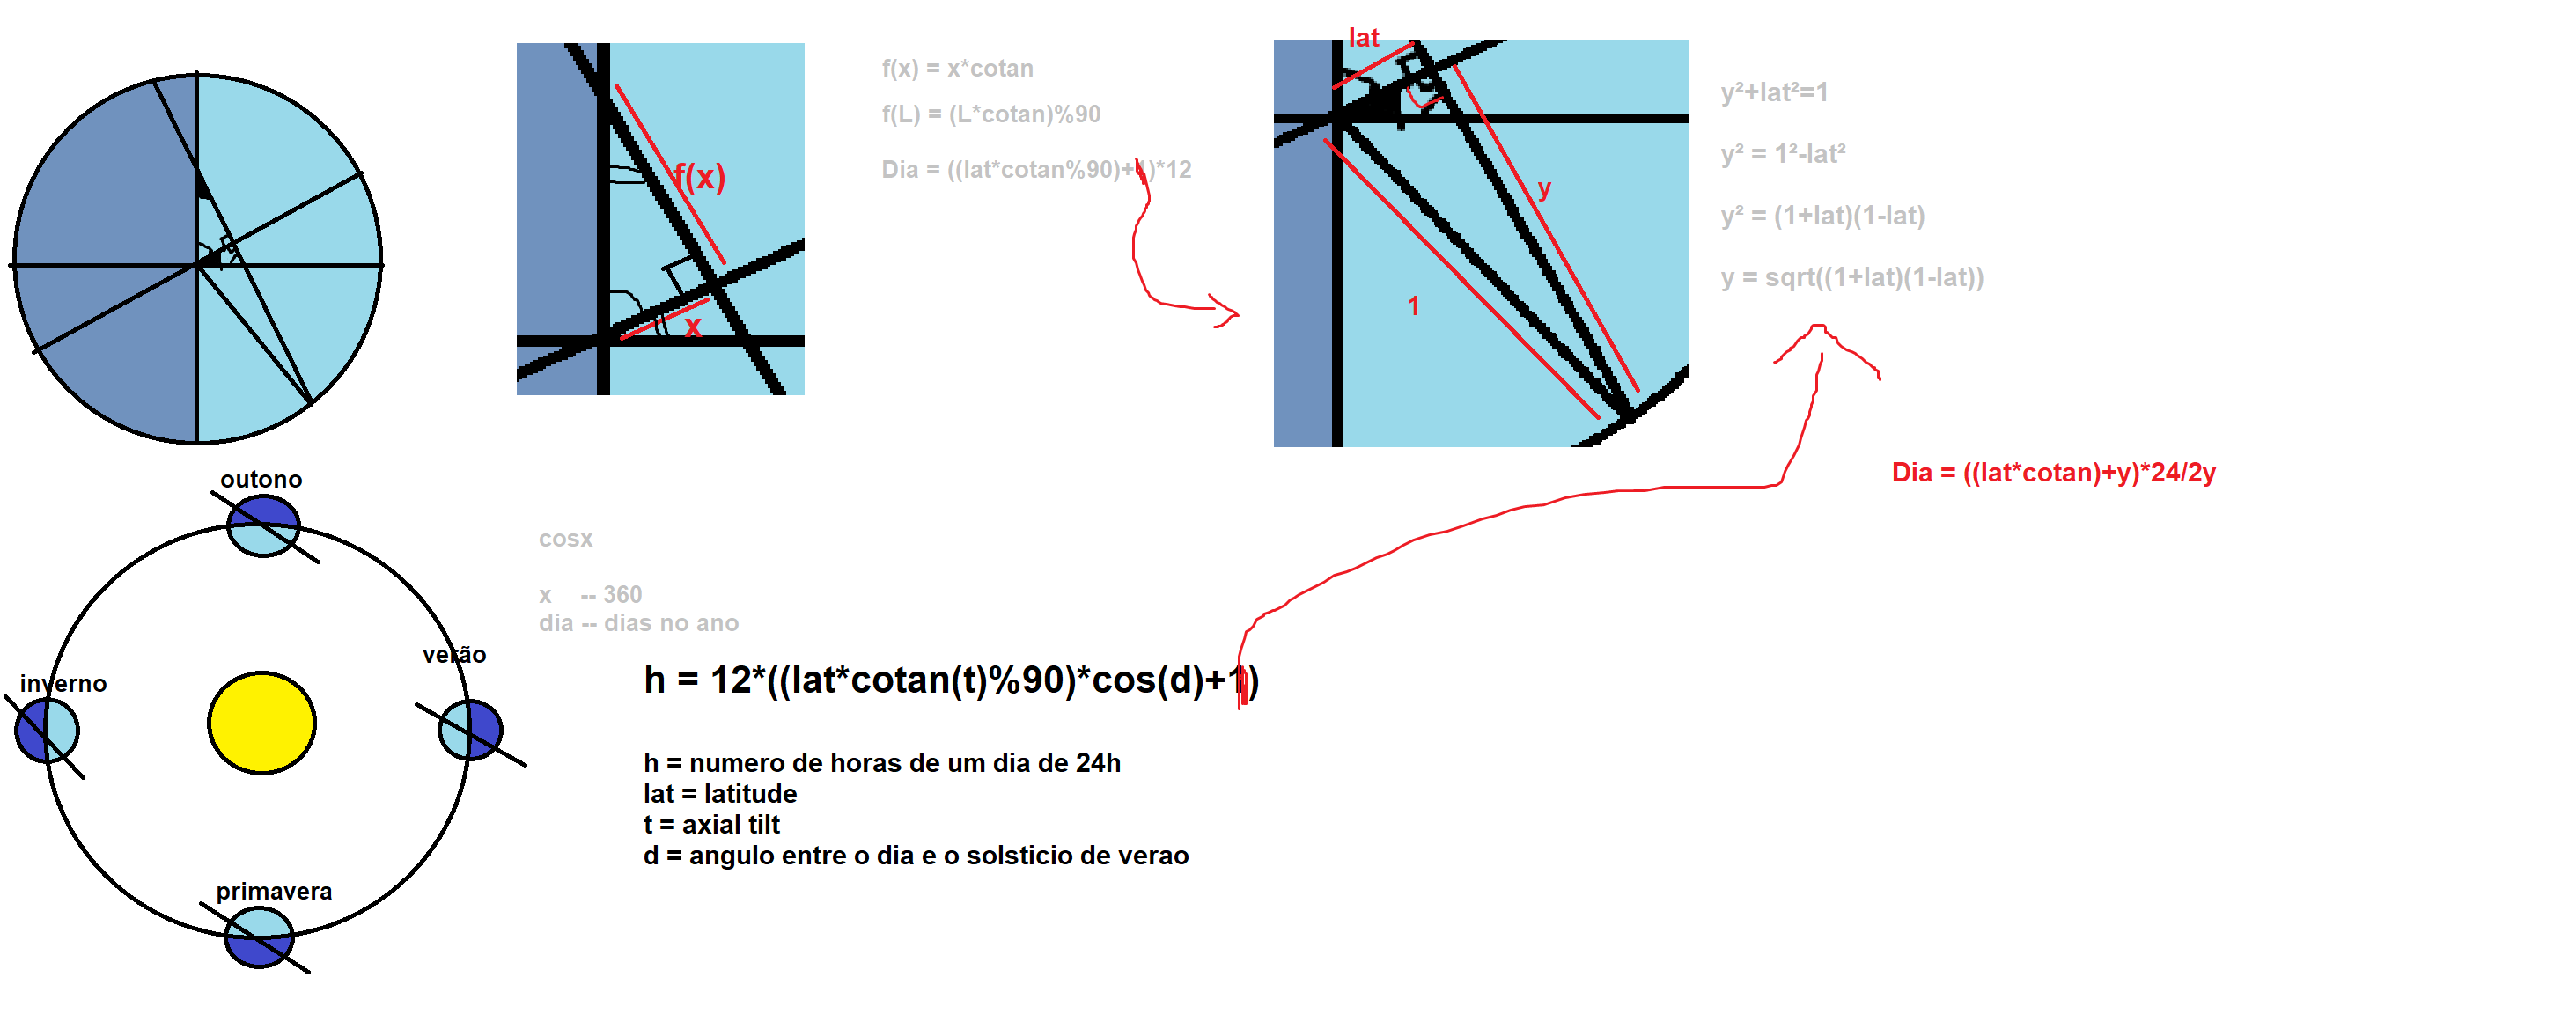 f(x)
x
f(x) = x*cotan
f(L) = (L*cotan)%90
Dia = ((lat*cotan%90)+1)*12
lat
y
1
y²+lat²=1
y² = 1²-lat²
y² = (1+lat)(1-lat)
y = sqrt((1+lat)(1-lat))
Dia = ((lat*cotan)+y)*24/2y
outono
verão
inverno
primavera
cosx
x -- 360
dia -- dias no ano
h = 12*((lat*cotan(t)%90)*cos(d)+1)
h = numero de horas de um dia de 24h
lat = latitude
t = axial tilt
d = angulo entre o dia e o solsticio de verao